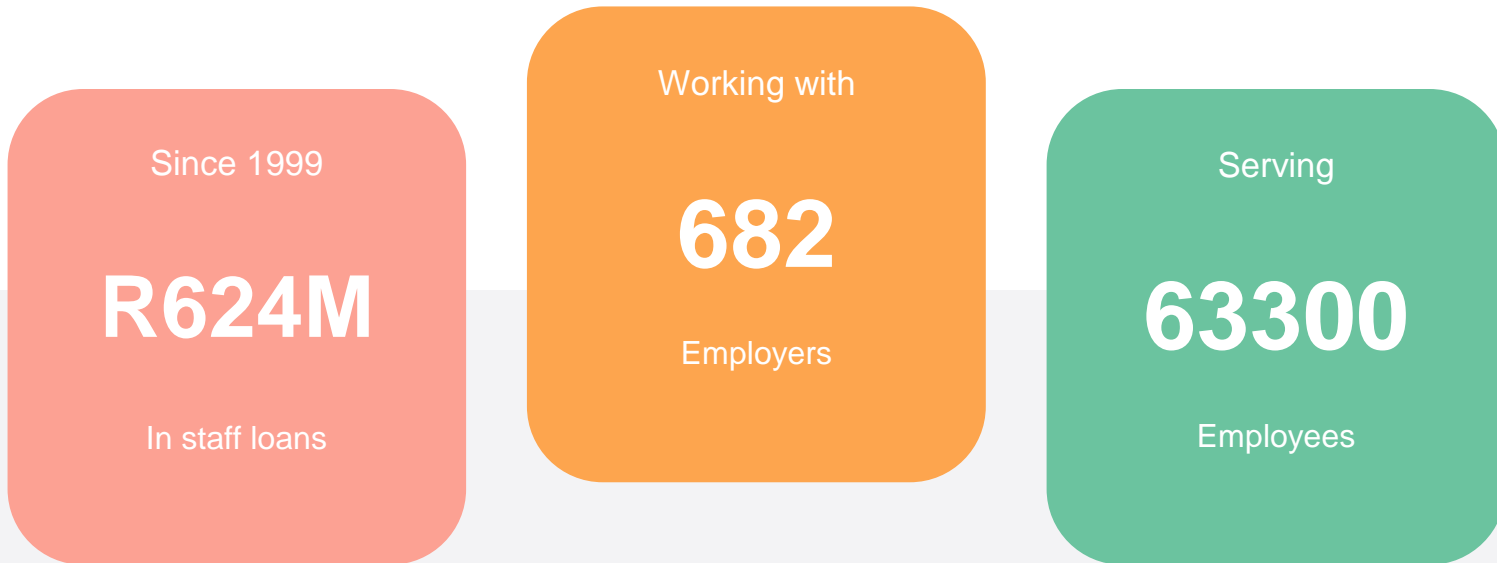 Since 1999
R624M
In staff loans
Working with
682
Employers
Serving
63300
Employees